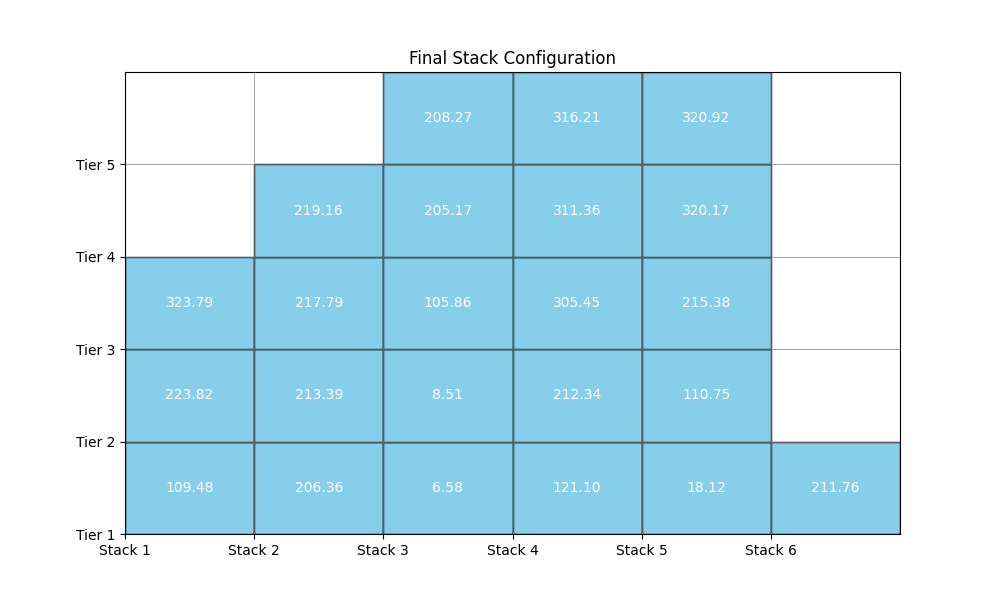 Final Stack Configuration
208.27 316.21 320.92
Tier 5
219.16 205.17 311.36 320.17
Tier 4
323.79 217.79 105.86 305.45 215.38
Tier 3
223.82 213.39 8.51 212.34 110.75
Tier 2
109.48 206.36 6.58 121.10 18.12 211.76
Tier 1
Stack 1 Stack 2 Stack 3 Stack 4 Stack 5 Stack 6